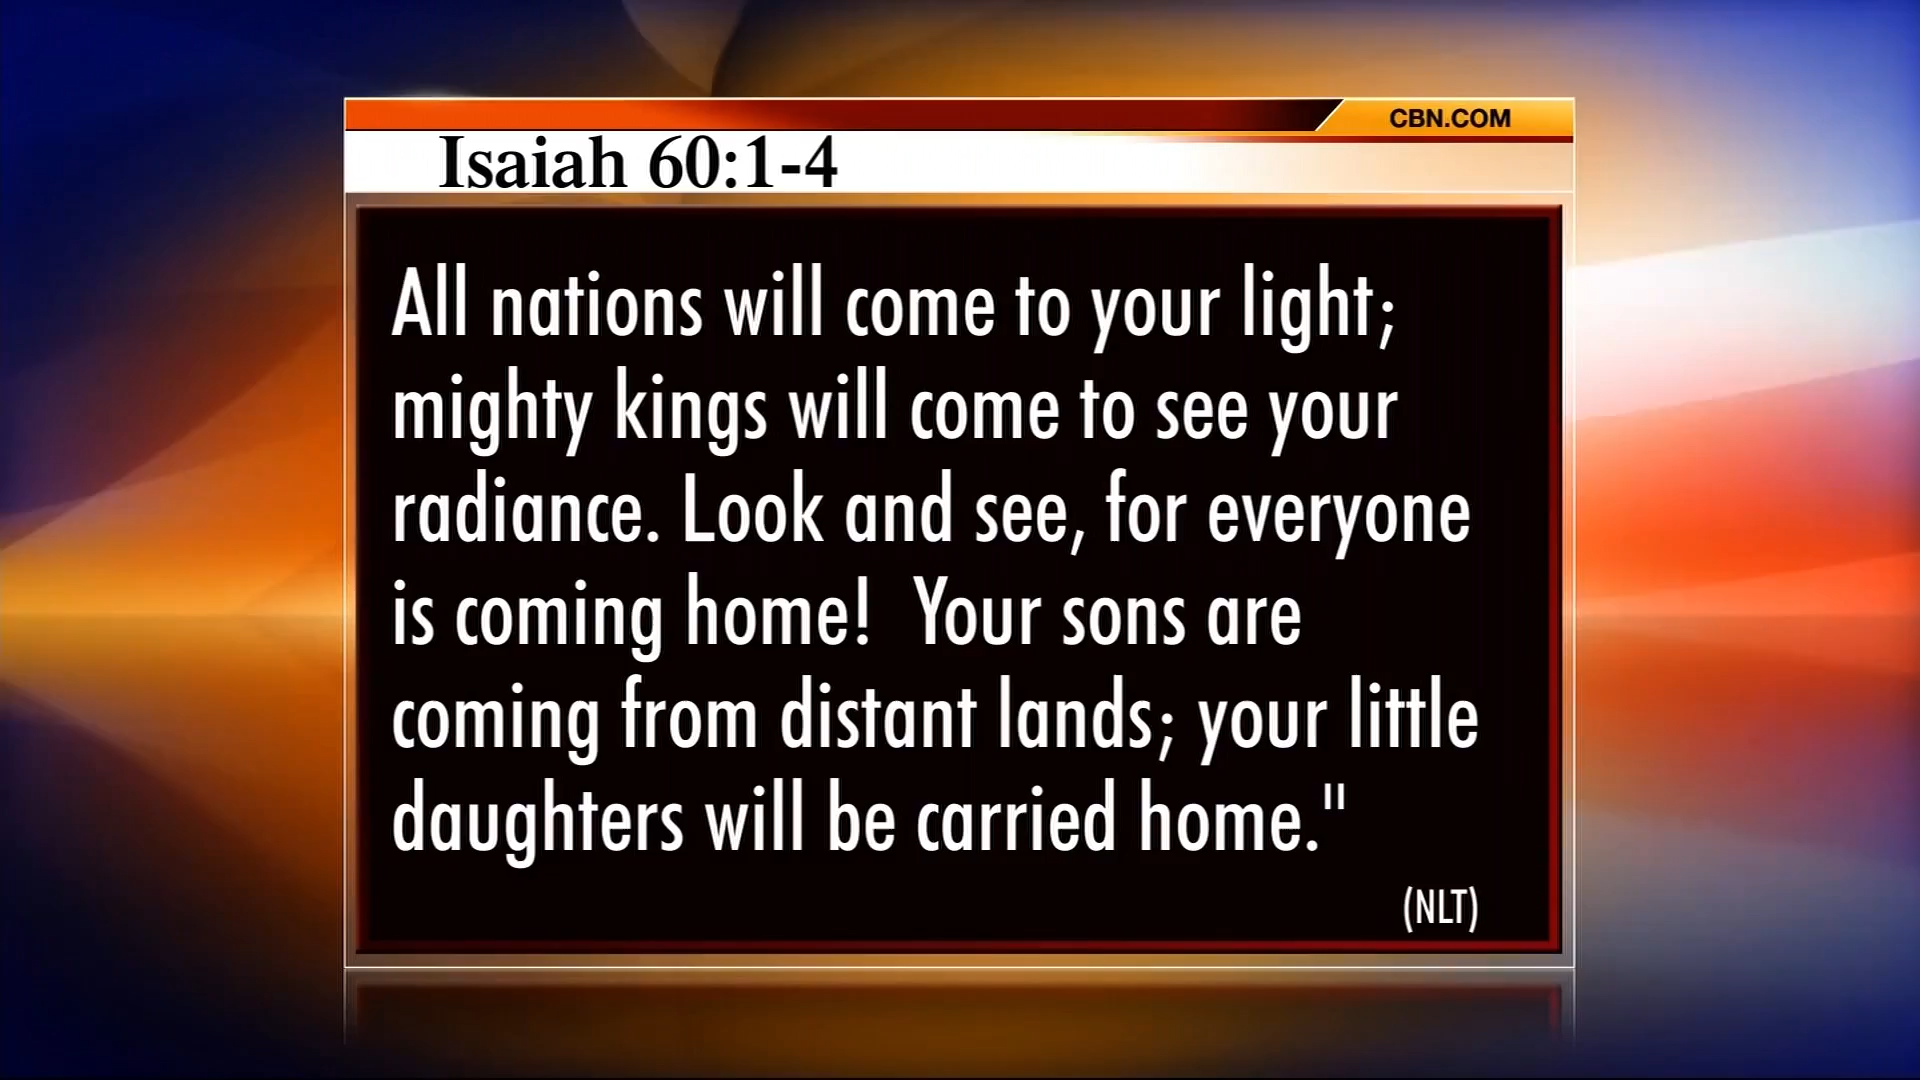 CBN.COM
Isaiah 60:1-4
All nations will come to your light;
mighty kings will come to see your
radiance. Look and see, for everyone
is coming home!  Your sons are
coming from distant lands; your little
daughters will be carried home."
(NLT)